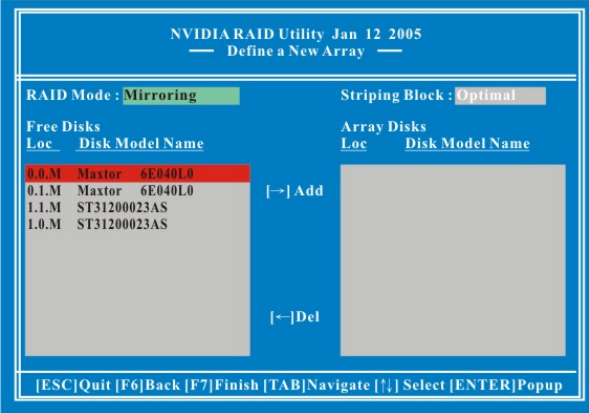 NVIDIA RAID Utility Jan 12 2005
Define a New Array
RAID Mode : Mirroring
Striping Block : Optimal
Free Disks
Loc Disk Model Name
0.0.M Maxtor 6E040L0
0.1.M Maxtor 6E040L0
1.1.M ST31200023AS
1.0.M ST31200023AS
[→] Add
[←]Del
Array Disks
Loc Disk Model Name
[ESC]Quit [F6]Back [F7]Finish [TAB]Navigate [↑↓] Select [ENTER]Popup